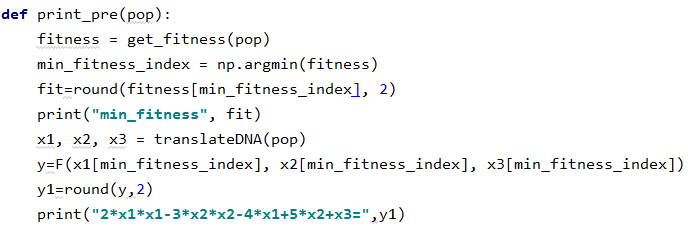 def print_pre(pop):
    fitness = get_fitness(pop)
    min_fitness_index = np.argmin(fitness)
    fit=round(fitness[min_fitness_index], 2)
    print("min_fitness", fit)
    x1, x2, x3 = translateDNA(pop)
    y=F(x1[min_fitness_index], x2[min_fitness_index], x3[min_fitness_index])
    y1=round(y,2)
    print("2*x1*x1-3*x2*x2-4*x1+5*x2+x3=",y1)